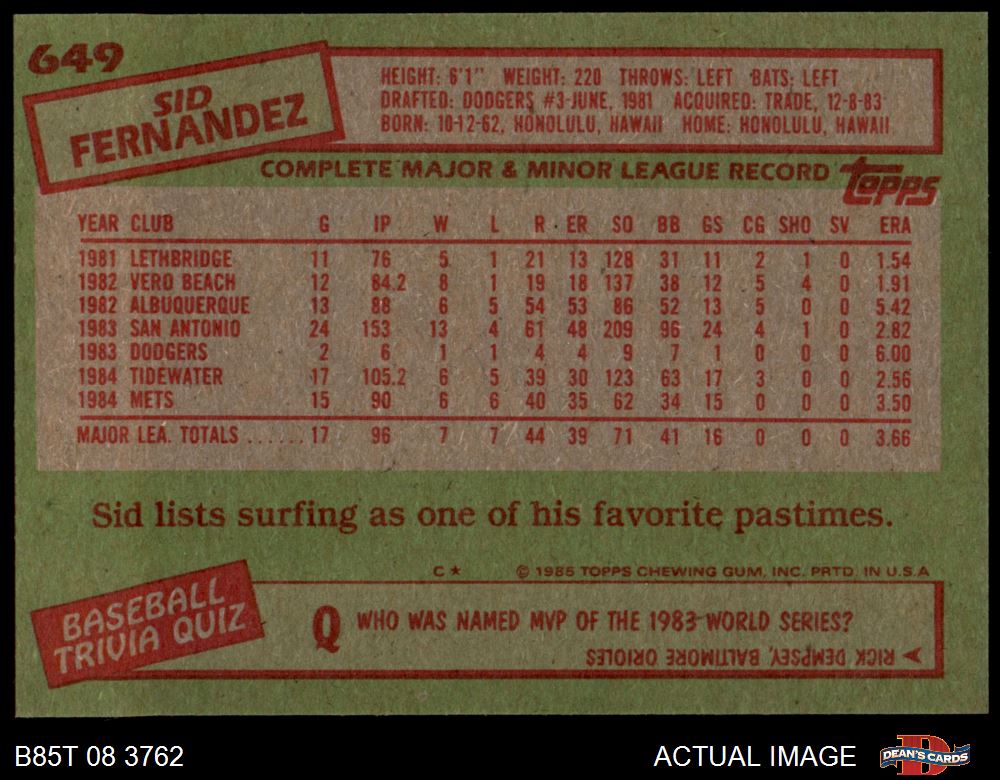 649
SID
FERNANDEZ
HEIGHT: 6'1" WEIGHT: 220 THROWS: LEFT BATS: LEFT
DRAFTED: DODGERS #3-JUNE, 1981 ACQUIRED: TRADE, 12-8-83
BORN: 10-12-62, HONOLULU, HAWAII HOME: HONOLULU, HAWAII
COMPLETE MAJOR & MINOR LEAGUE RECORD topps
YEAR CLUB G IP W L R ER SO BB GS CG SHO SV ERA
1981 LETHBRIDGE 11 76 5 1 21 13 128 31 11 2 1 0 1.54
1982 VERO BEACH 12 84.2 8 1 19 18 137 38 12 5 4 0 1.91
1982 ALBUQUERQUE 13 88 6 5 54 53 86 52 13 5 0 0 5.42
1983 SAN ANTONIO 24 153 13 4 61 48 209 96 24 4 1 0 2.82
1983 DODGERS 2 6 1 1 4 4 9 7 1 0 0 0 6.00
1984 TIDEWATER 17 105.2 6 5 39 30 123 63 17 3 0 0 2.56
1984 METS 15 90 6 6 40 35 62 34 15 0 0 0 3.50
MAJOR LEA. TOTALS ...... 17 96 7 7 44 39 71 41 16 0 0 0 3.66
Sid lists surfing as one of his favorite pastimes.
C★ © 1985 TOPPS CHEWING GUM, INC. PRTD. IN U.S.A
BASEBALL
TRIVIA QUIZ
Q WHO WAS NAMED MVP OF THE 1983 WORLD SERIES?
RICK DEMPSEY, BALTIMORE ORIOLES
B85T 08 3762 ACTUAL IMAGE DEAN'S CARDS